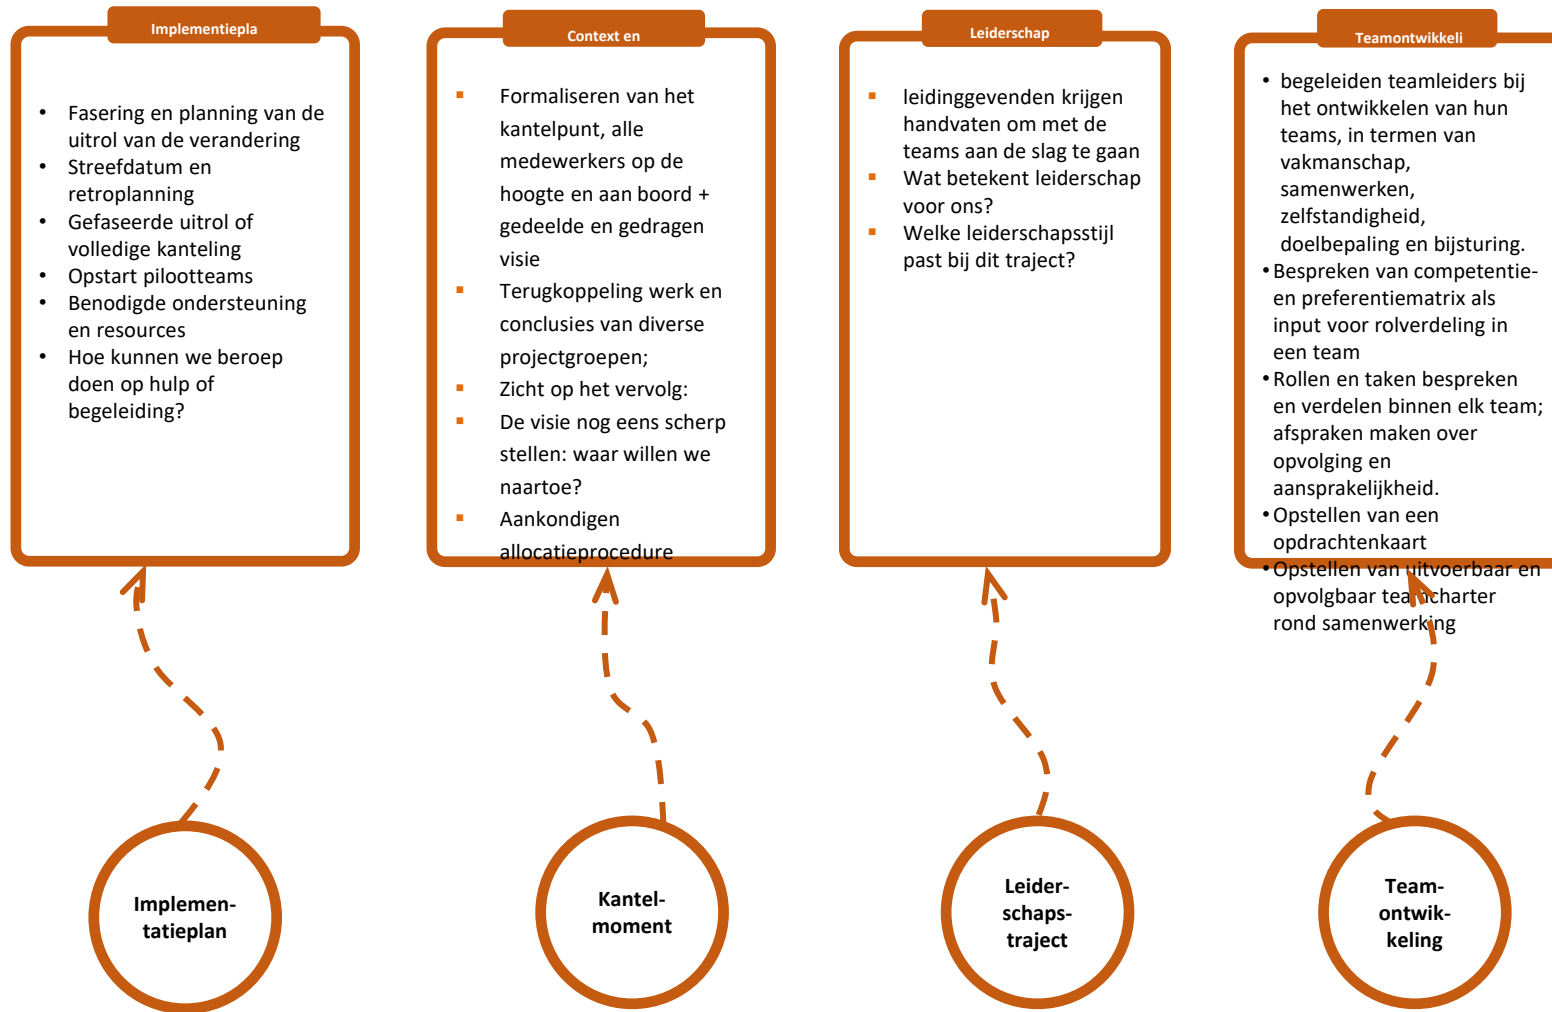 Implementiepla
• Fasering en planning van de
uitrol van de verandering
• Streefdatum en
retroplanning
• Gefaseerde uitrol of
volledige kanteling
• Opstart pilootteams
• Benodigde ondersteuning
en resources
• Hoe kunnen we beroep
doen op hulp of
begeleiding?
Context en
▪ Formaliseren van het
kantelpunt, alle
medewerkers op de
hoogte en aan boord +
gedeelde en gedragen
visie
▪ Terugkoppeling werk en
conclusies van diverse
projectgroepen;
▪ Zicht op het vervolg:
▪ De visie nog eens scherp
stellen: waar willen we
naartoe?
▪ Aankondigen
allocatieprocedure
Leiderschap
▪ leidinggevenden krijgen
handvaten om met de
teams aan de slag te gaan
▪ Wat betekent leiderschap
voor ons?
▪ Welke leiderschapsstijl
past bij dit traject?
Teamontwikkeli
• begeleiden teamleiders bij
het ontwikkelen van hun
teams, in termen van
vakmanschap,
samenwerken,
zelfstandigheid,
doelbepaling en bijsturing.
• Bespreken van competentie-
en preferentiematrix als
input voor rolverdeling in
een team
• Rollen en taken bespreken
en verdelen binnen elk team;
afspraken maken over
opvolging en
aansprakelijkheid.
• Opstellen van een
opdrachtenkaart
• Opstellen van uitvoerbaar en
opvolgbaar teamcharter
rond samenwerking
Implemen-
tatieplan
Kantel-
moment
Leider-
schaps-
traject
Team-
ontwik-
keling